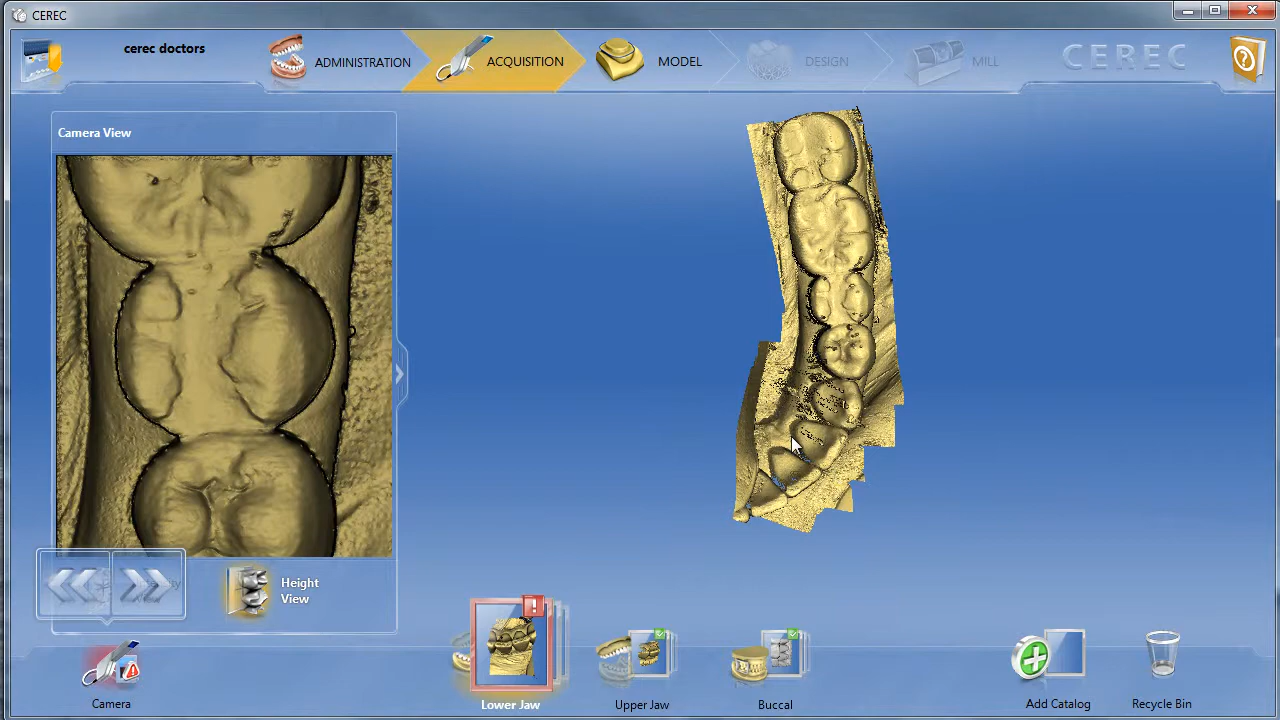 CEREC
cerec doctors
ADMINISTRATION
ACQUISITION
MODEL
DESIGN
MILL
CEREC
Camera View
Height
View
Camera
Lower Jaw
Upper Jaw
Buccal
Add Catalog
Recycle Bin